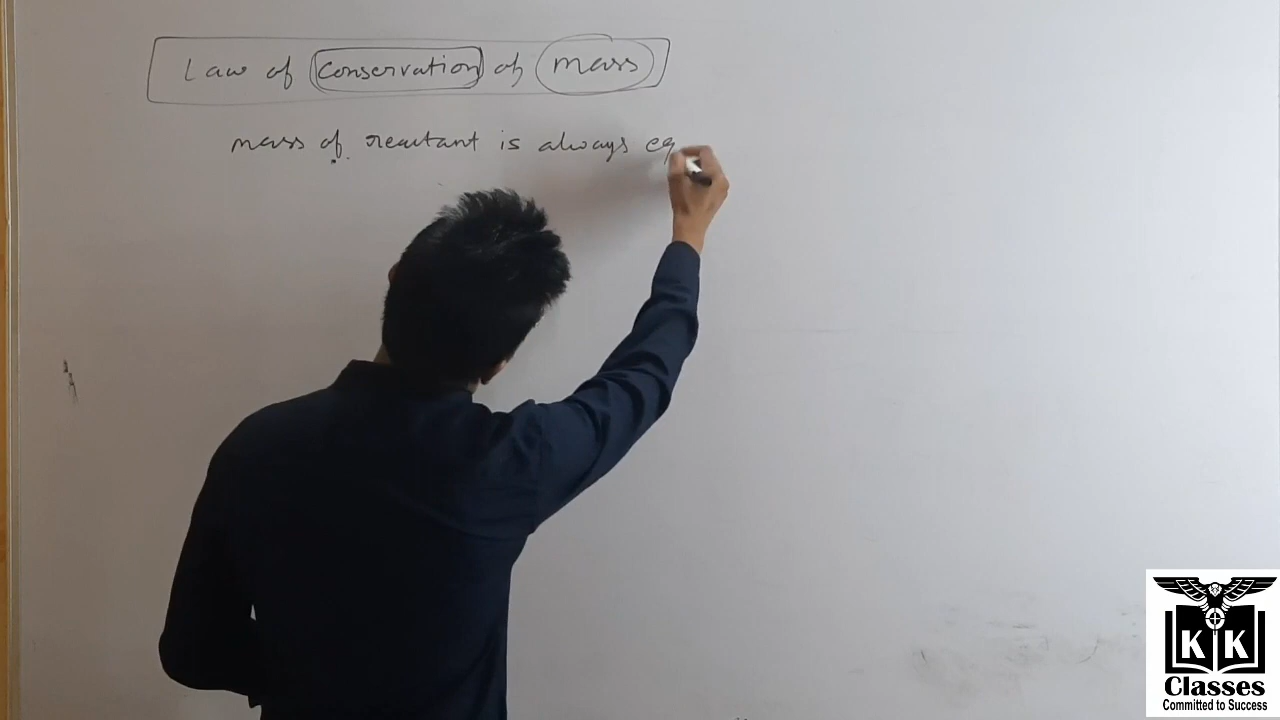 Law of conservation of mass
mass of reactant is always eq
K K
Classes
Committed to Success